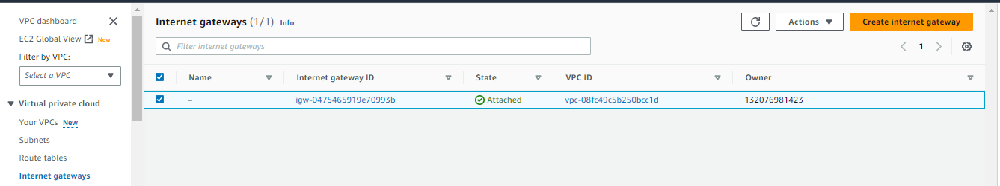 VPC dashboard
EC2 Global View New
Filter by VPC:
Select a VPC
Virtual private cloud
Your VPCs New
Subnets
Route tables
Internet gateways
Internet gateways (1/1) Info
Actions
Create internet gateway
Filter internet gateways
1
Name Internet gateway ID State VPC ID Owner
– igw-0475465919e70993b Attached vpc-08fc49c5b250bcc1d 132076981423